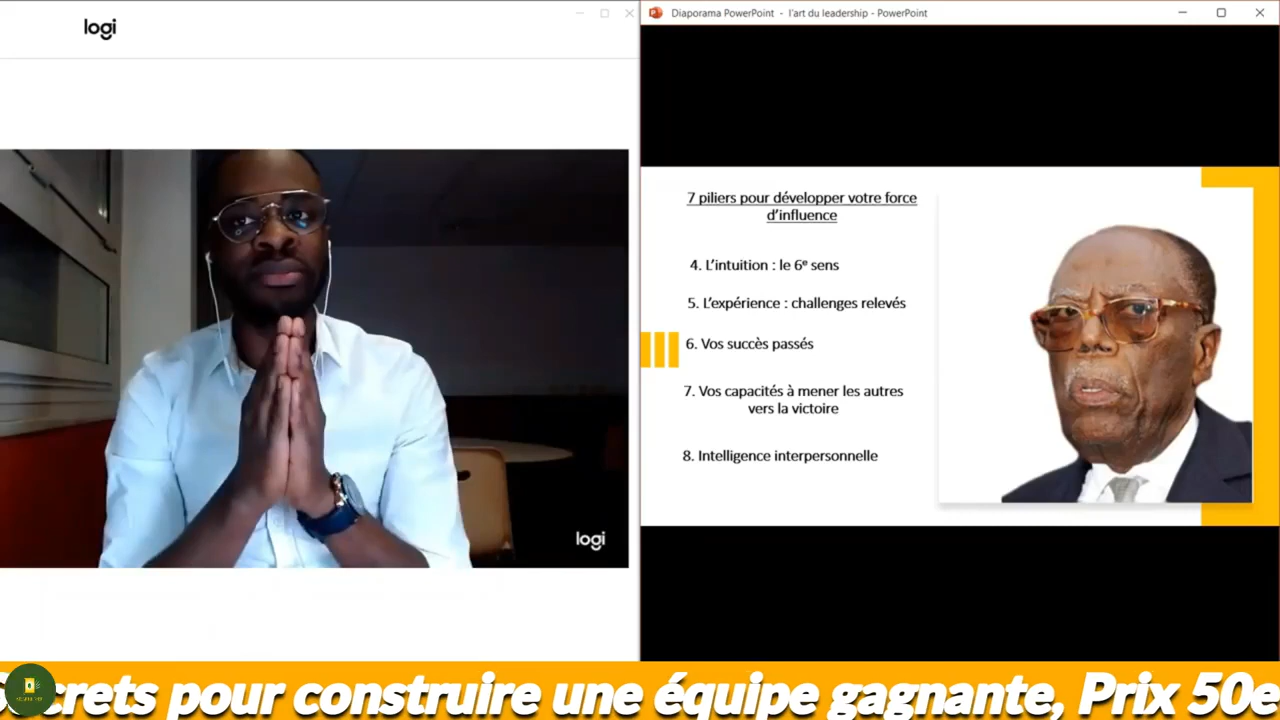 logi
Diaporama PowerPoint - l'art du leadership - PowerPoint
7 piliers pour développer votre force
d'influence
4. L'intuition : le 6e sens
5. L'expérience : challenges relevés
6. Vos succès passés
7. Vos capacités à mener les autres
vers la victoire
8. Intelligence interpersonnelle
logi
crets pour construire une équipe gagnante, Prix 50e